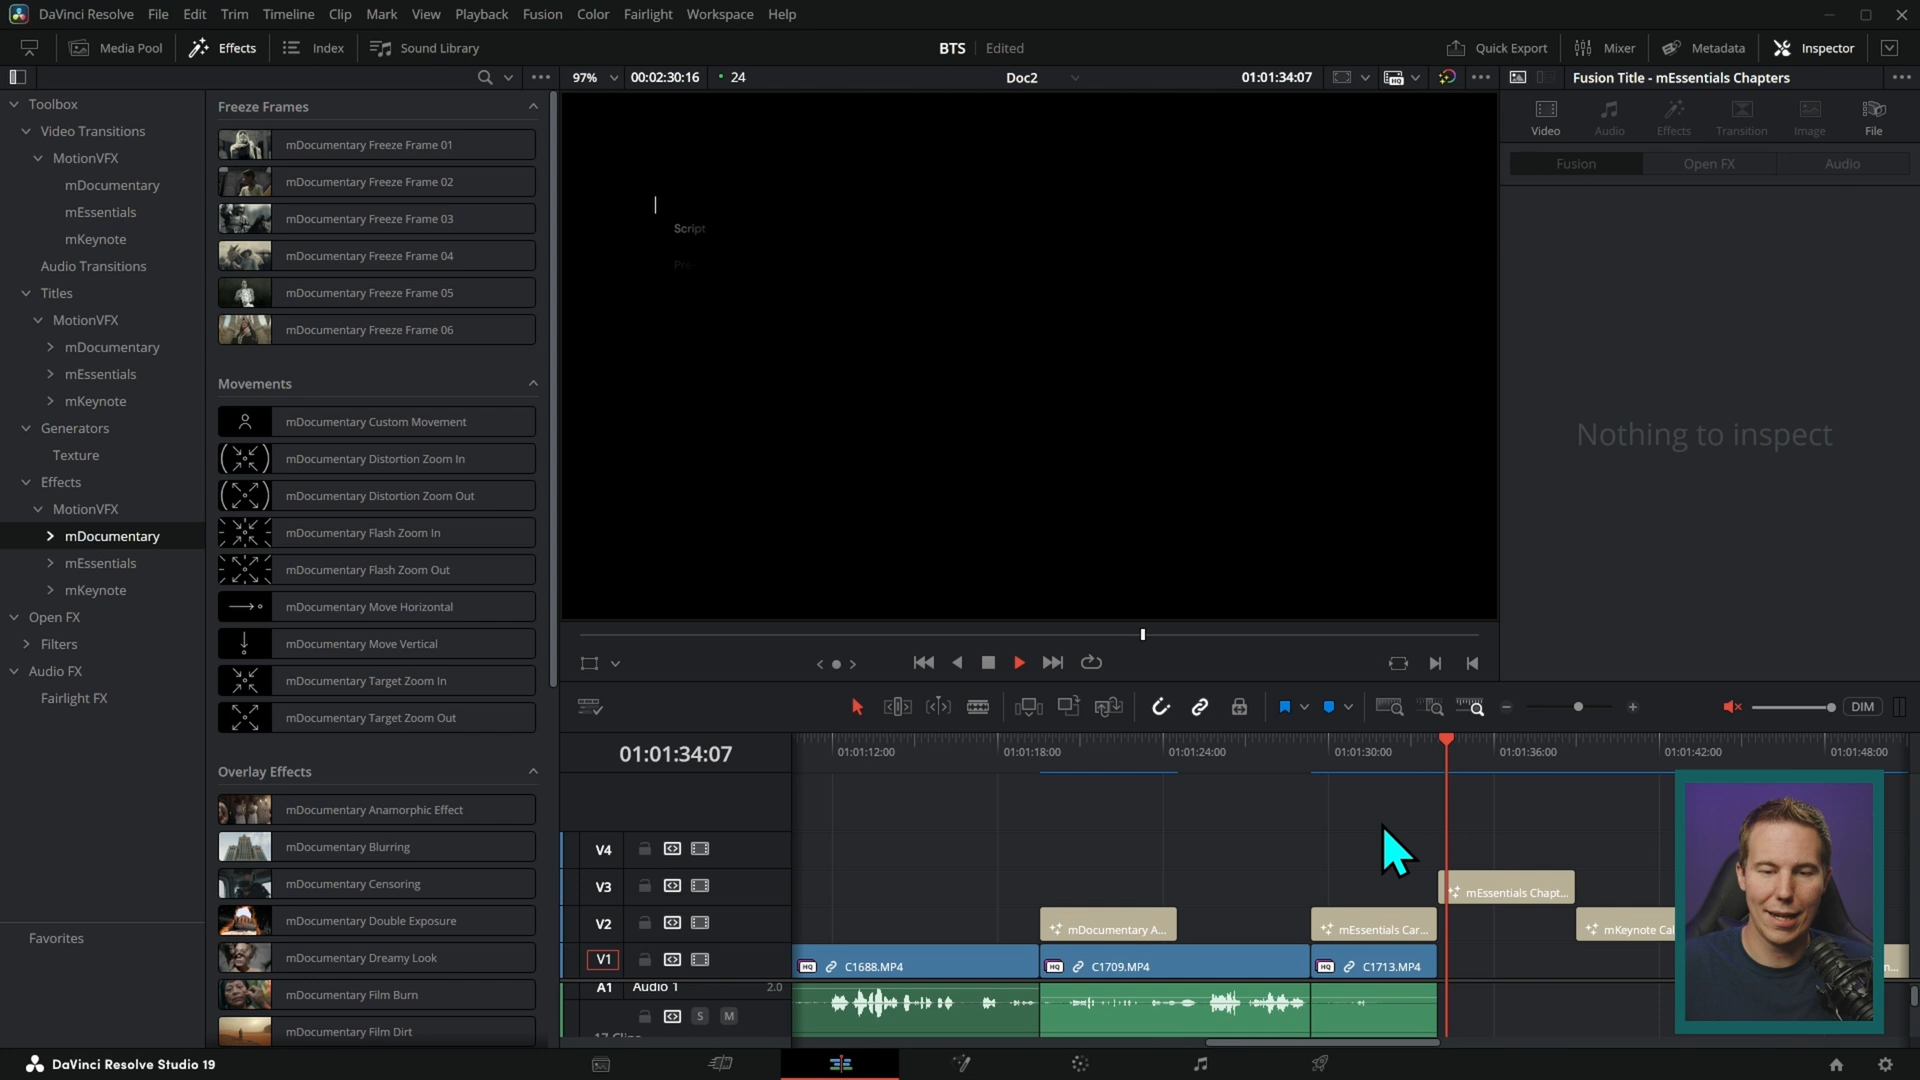 DaVinci Resolve File Edit Trim Timeline Clip Mark View Playback Fusion Color Fairlight Workspace Help
Media Pool Effects Index Sound Library BTS Edited Quick Export Mixer Metadata Inspector
97% 00:02:30:16 24 Doc2 01:01:34:07 Fusion Title - mEssentials Chapters
Toolbox
Video Transitions
MotionVFX
mDocumentary
mEssentials
mKeynote
Audio Transitions
Titles
MotionVFX
mDocumentary
mEssentials
mKeynote
Generators
Texture
Effects
MotionVFX
mDocumentary
mEssentials
mKeynote
Open FX
Filters
Audio FX
Fairlight FX
Favorites
Freeze Frames
mDocumentary Freeze Frame 01
mDocumentary Freeze Frame 02
mDocumentary Freeze Frame 03
mDocumentary Freeze Frame 04
mDocumentary Freeze Frame 05
mDocumentary Freeze Frame 06
Movements
mDocumentary Custom Movement
mDocumentary Distortion Zoom In
mDocumentary Distortion Zoom Out
mDocumentary Flash Zoom In
mDocumentary Flash Zoom Out
mDocumentary Move Horizontal
mDocumentary Move Vertical
mDocumentary Target Zoom In
mDocumentary Target Zoom Out
Overlay Effects
mDocumentary Anamorphic Effect
mDocumentary Blurring
mDocumentary Censoring
mDocumentary Double Exposure
mDocumentary Dreamy Look
mDocumentary Film Burn
mDocumentary Film Dirt
Script
Video Audio Effects Transition Image File
Fusion Open FX Audio
Nothing to inspect
DIM
01:01:34:07 01:01:12:00 01:01:18:00 01:01:24:00 01:01:30:00 01:01:36:00 01:01:42:00 01:01:48:00
V4
V3 mEssentials Chapt...
V2 mDocumentary A... mEssentials Car... mKeynote Cal
V1 HQ C1688.MP4 HQ C1709.MP4 HQ C1713.MP4 n...
A1 Audio 1 2.0
S M
DaVinci Resolve Studio 19